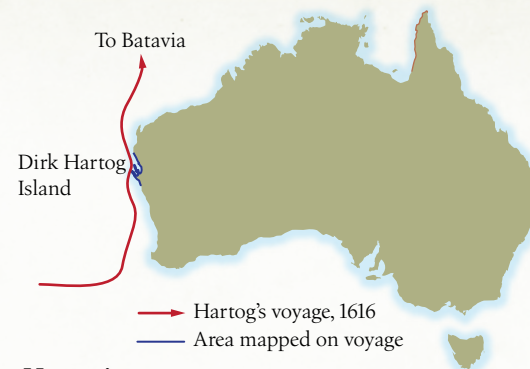 To Batavia
Dirk Hartog
Island
Hartog's voyage, 1616
Area mapped on voyage